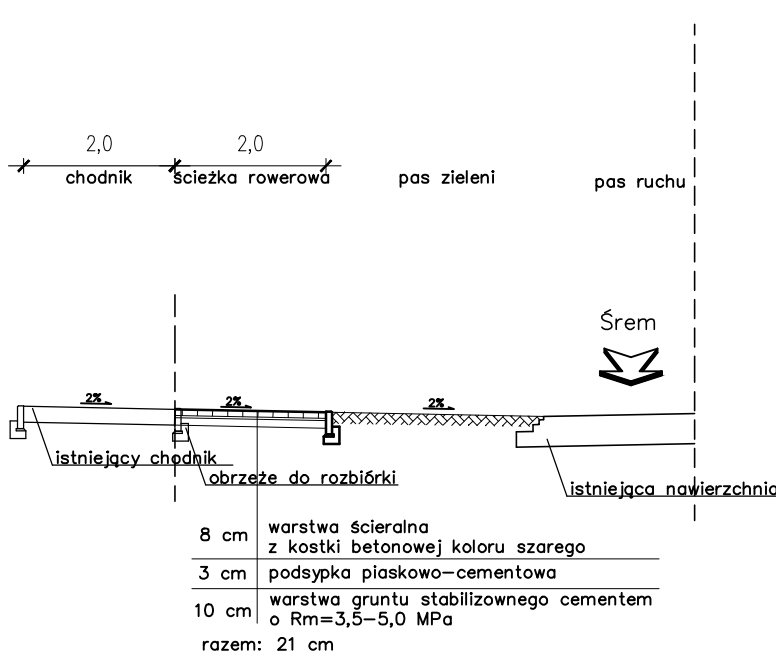 2,0
2,0
chodnik
ścieżka rowerowa
pas zieleni
pas ruchu
Śrem
2%
2%
2%
istniejący chodnik
obrzeże do rozbiórki
istniejąca nawierzchnia
8 cm
warstwa ścieralna
z kostki betonowej koloru szarego
3 cm
podsypka piaskowo-cementowa
10 cm
warstwa gruntu stabilizownego cementem
o Rm=3,5-5,0 MPa
razem: 21 cm